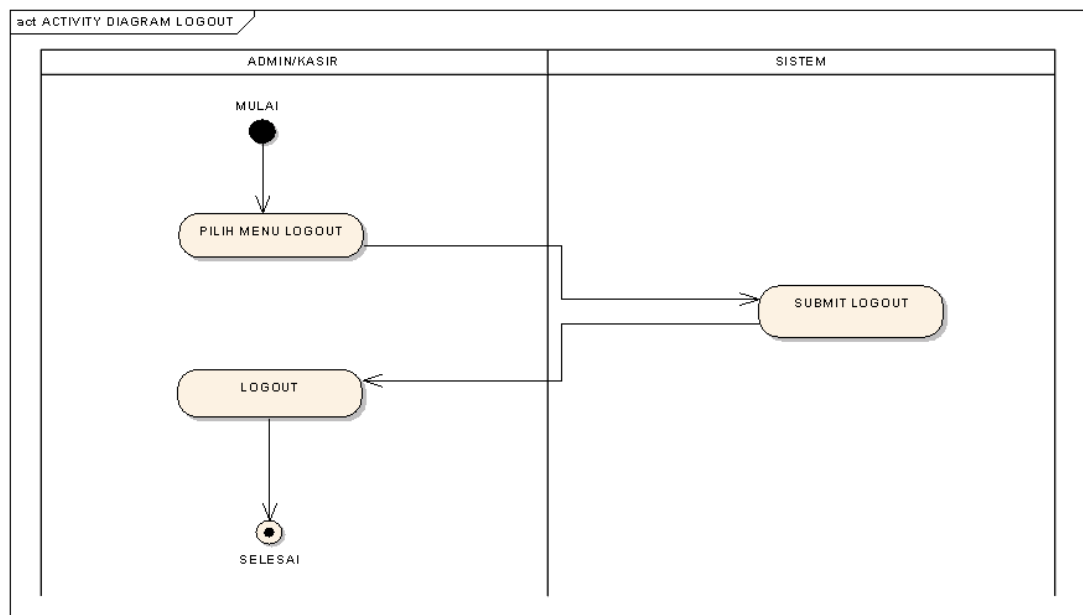 act ACTIVITY DIAGRAM LOGOUT
ADMIN/KASIR
SISTEM
MULAI
PILIH MENU LOGOUT
SUBMIT LOGOUT
LOGOUT
SELESAI